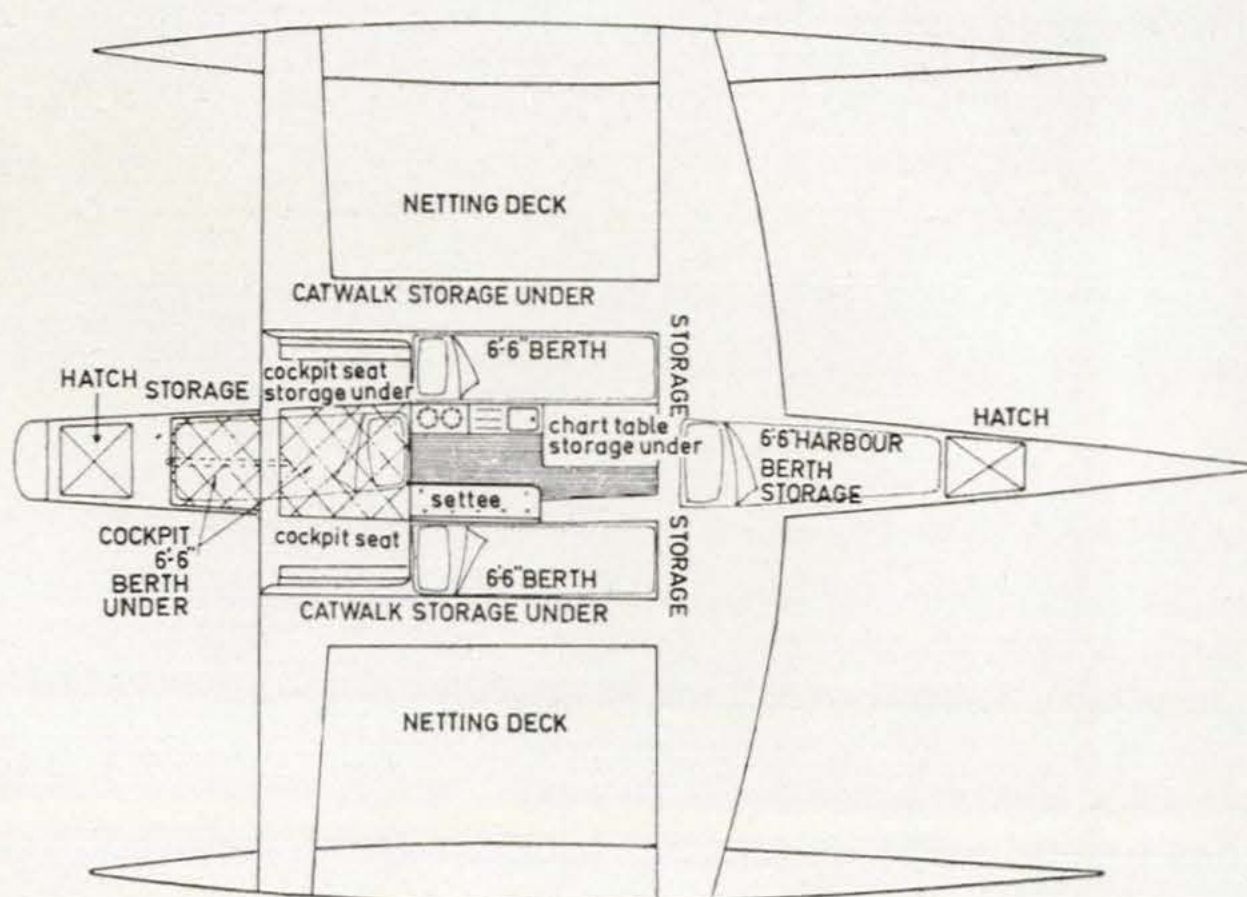 NETTING DECK
CATWALK STORAGE UNDER
STORAGE
6'-6" BERTH
HATCH
STORAGE
cockpit seat
storage under
chart table
storage under
HATCH
6'6" HARBOUR
BERTH
STORAGE
settee
COCKPIT
6'-6"
BERTH
UNDER
cockpit seat
6'6" BERTH
STORAGE
CATWALK STORAGE UNDER
NETTING DECK